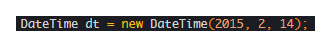 DateTime dt = new DateTime(2015, 2, 14);